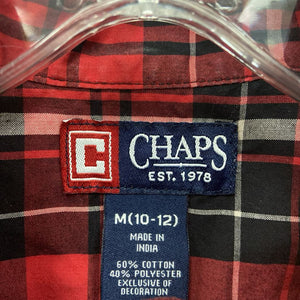 C CHAPS
EST. 1978
M(10-12)
MADE IN
INDIA
60% COTTON
40% POLYESTER
EXCLUSIVE OF
DECORATION